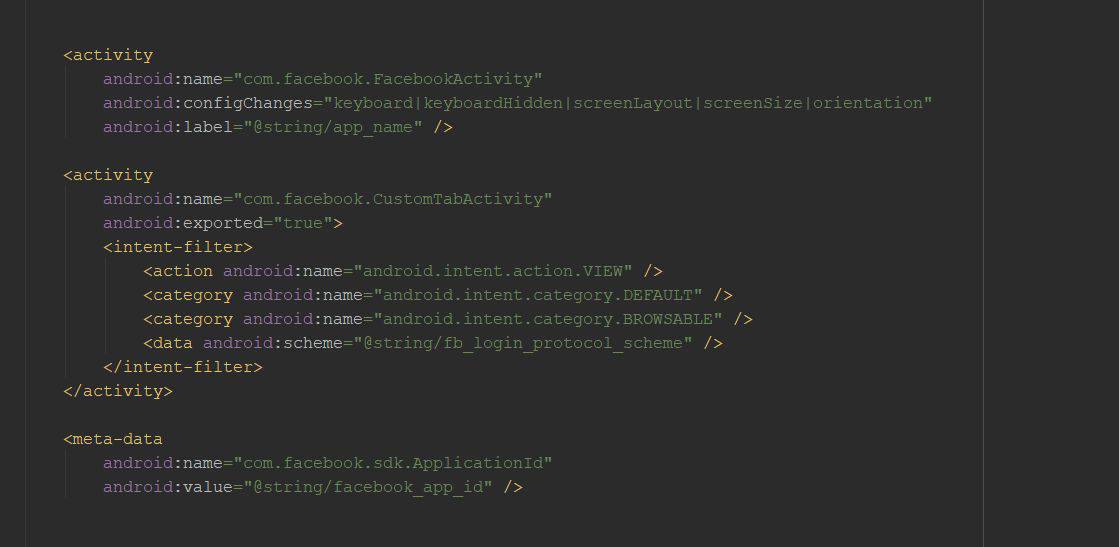 <activity
android:name="com.facebook.FacebookActivity"
android:configChanges="keyboard|keyboardHidden|screenLayout|screenSize|orientation"
android:label="@string/app_name" />
<activity
android:name="com.facebook.CustomTabActivity"
android:exported="true">
<intent-filter>
<action android:name="android.intent.action.VIEW" />
<category android:name="android.intent.category.DEFAULT" />
<category android:name="android.intent.category.BROWSABLE" />
<data android:scheme="@string/fb_login_protocol_scheme" />
</intent-filter>
</activity>
<meta-data
android:name="com.facebook.sdk.ApplicationId"
android:value="@string/facebook_app_id" />